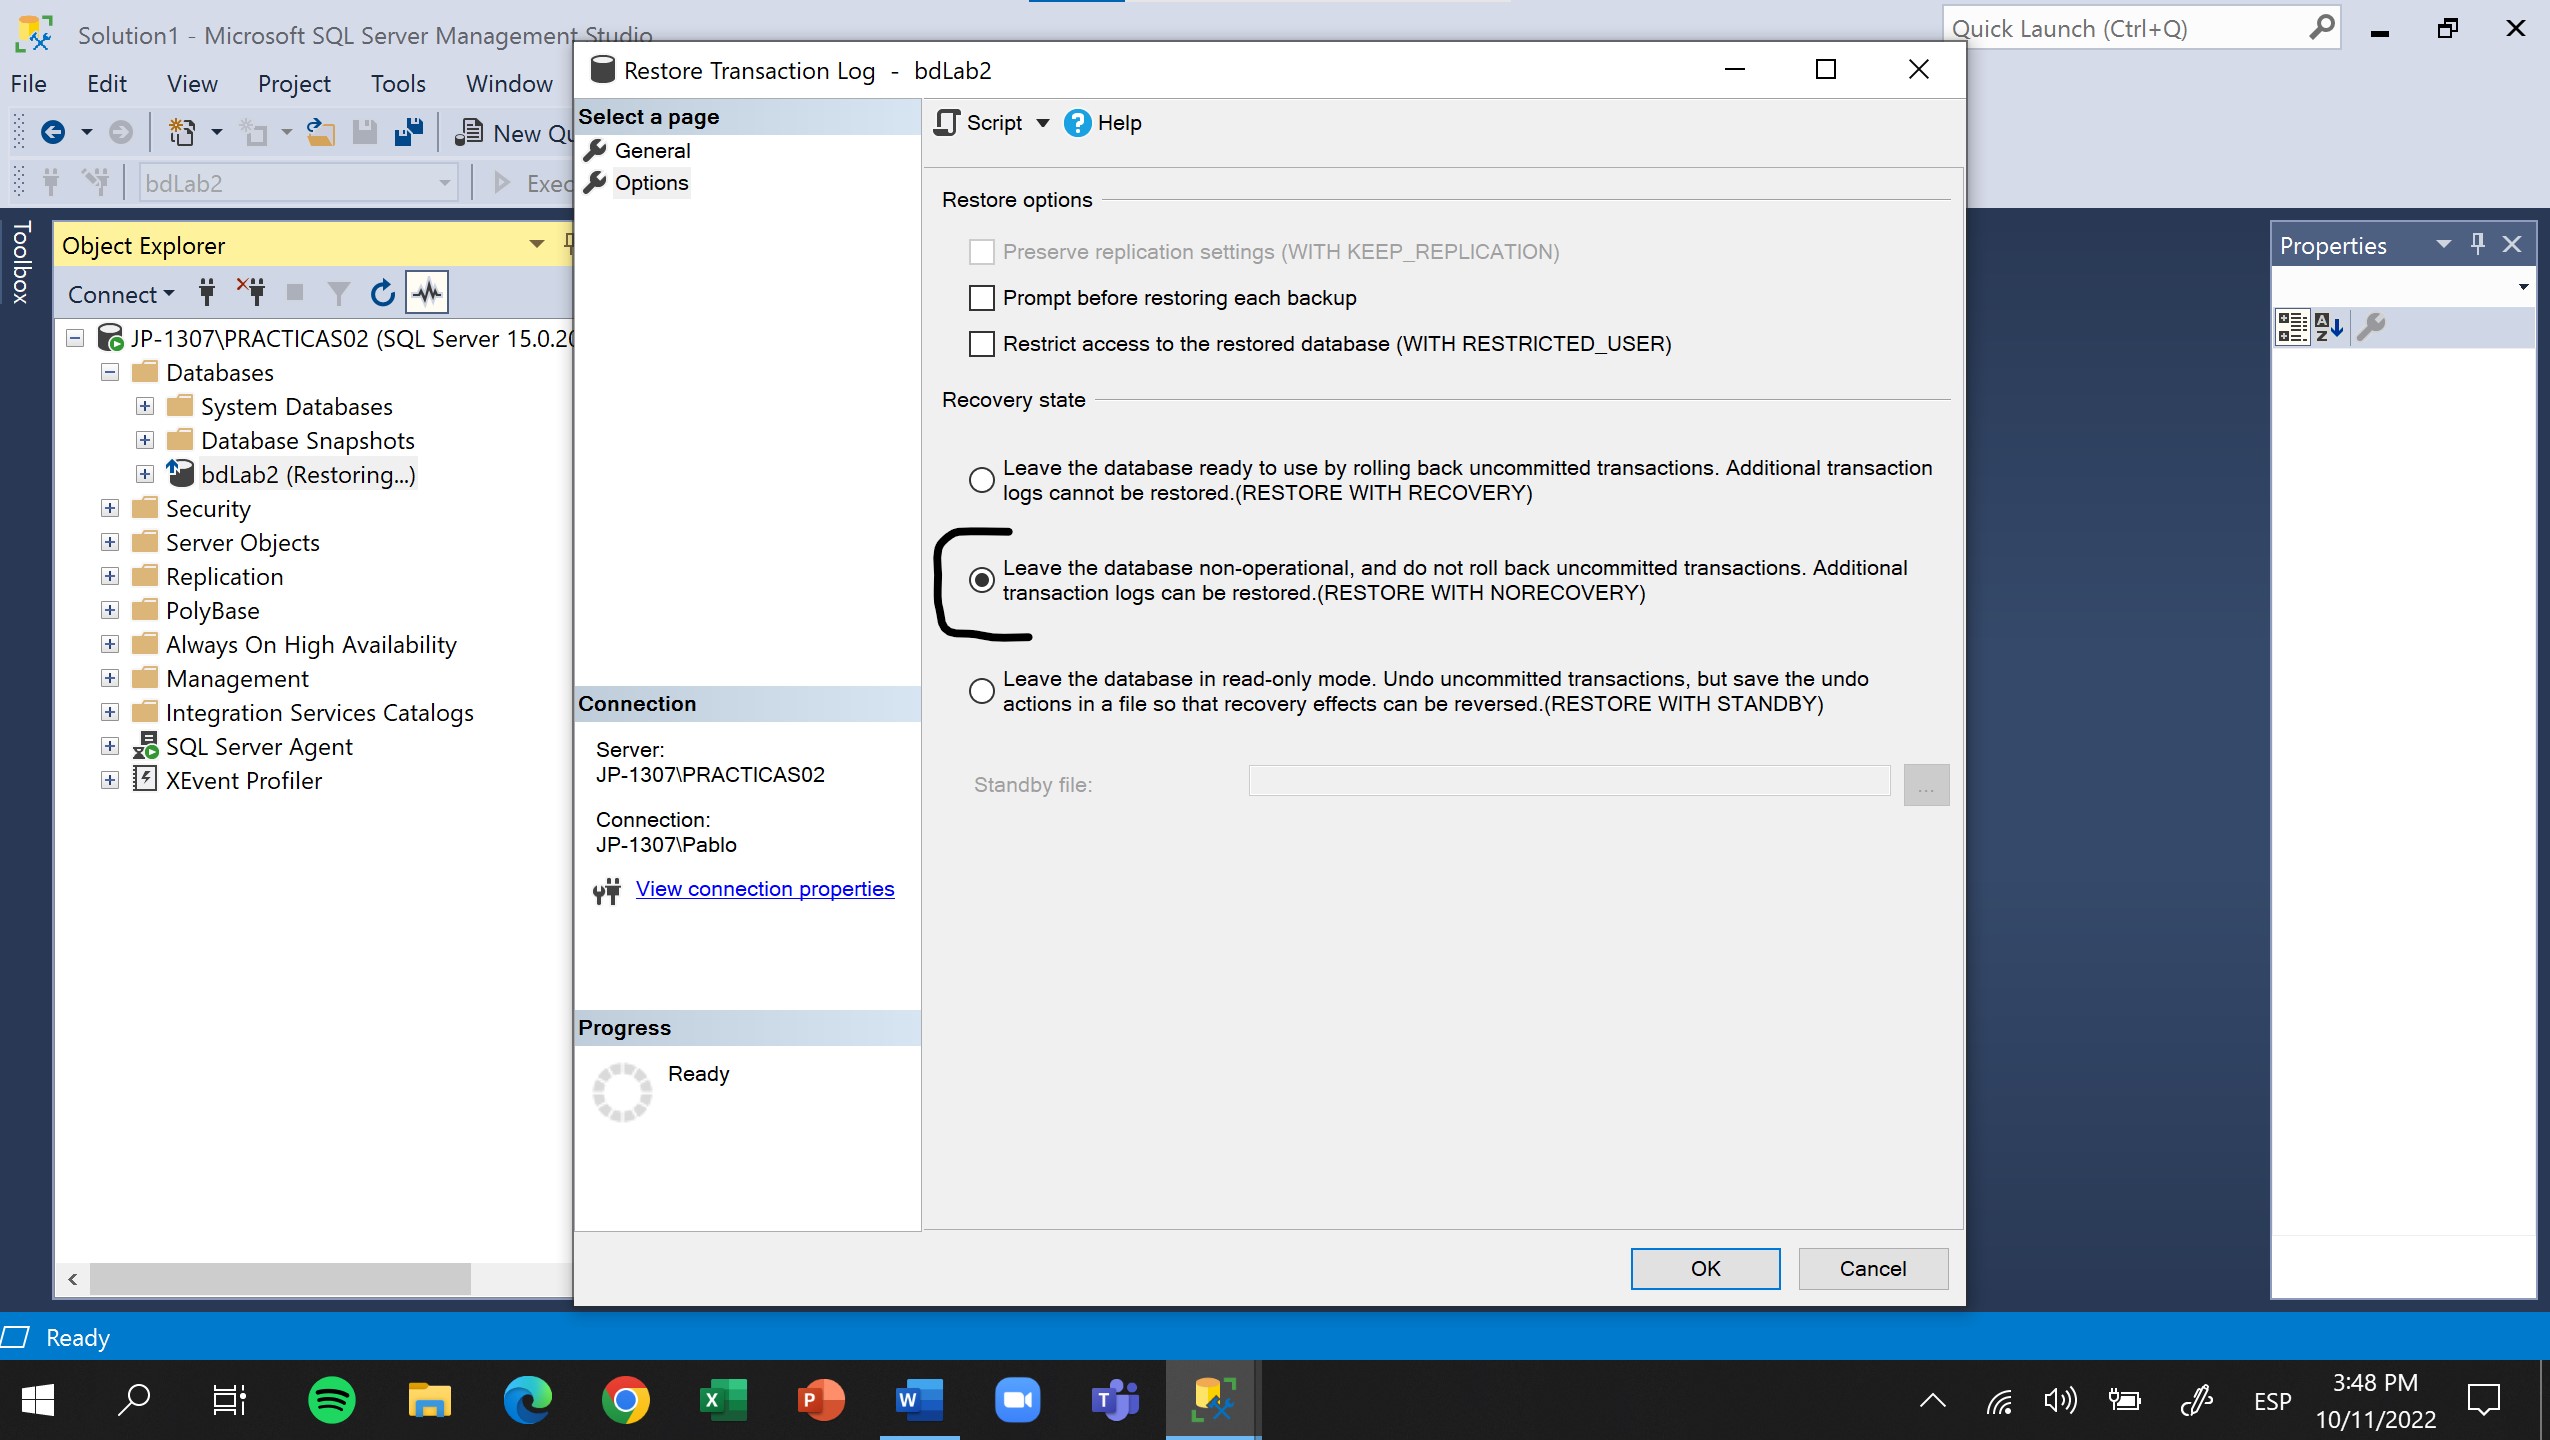 Solution1 - Microsoft SQL Server Management Studio
Quick Launch (Ctrl+Q)
File Edit View Project Tools Window
New Qu
bdLab2
Exec
Toolbox
Object Explorer
Connect
JP-1307\PRACTICAS02 (SQL Server 15.0.20
Databases
System Databases
Database Snapshots
bdLab2 (Restoring...)
Security
Server Objects
Replication
PolyBase
Always On High Availability
Management
Integration Services Catalogs
SQL Server Agent
XEvent Profiler
Restore Transaction Log - bdLab2
Select a page
General
Options
Connection
Server:
JP-1307\PRACTICAS02
Connection:
JP-1307\Pablo
View connection properties
Progress
Ready
Script Help
Restore options
Preserve replication settings (WITH KEEP_REPLICATION)
Prompt before restoring each backup
Restrict access to the restored database (WITH RESTRICTED_USER)
Recovery state
Leave the database ready to use by rolling back uncommitted transactions. Additional transaction
logs cannot be restored.(RESTORE WITH RECOVERY)
Leave the database non-operational, and do not roll back uncommitted transactions. Additional
transaction logs can be restored.(RESTORE WITH NORECOVERY)
Leave the database in read-only mode. Undo uncommitted transactions, but save the undo
actions in a file so that recovery effects can be reversed.(RESTORE WITH STANDBY)
Standby file:
...
OK Cancel
Properties
Ready
ESP
3:48 PM
10/11/2022